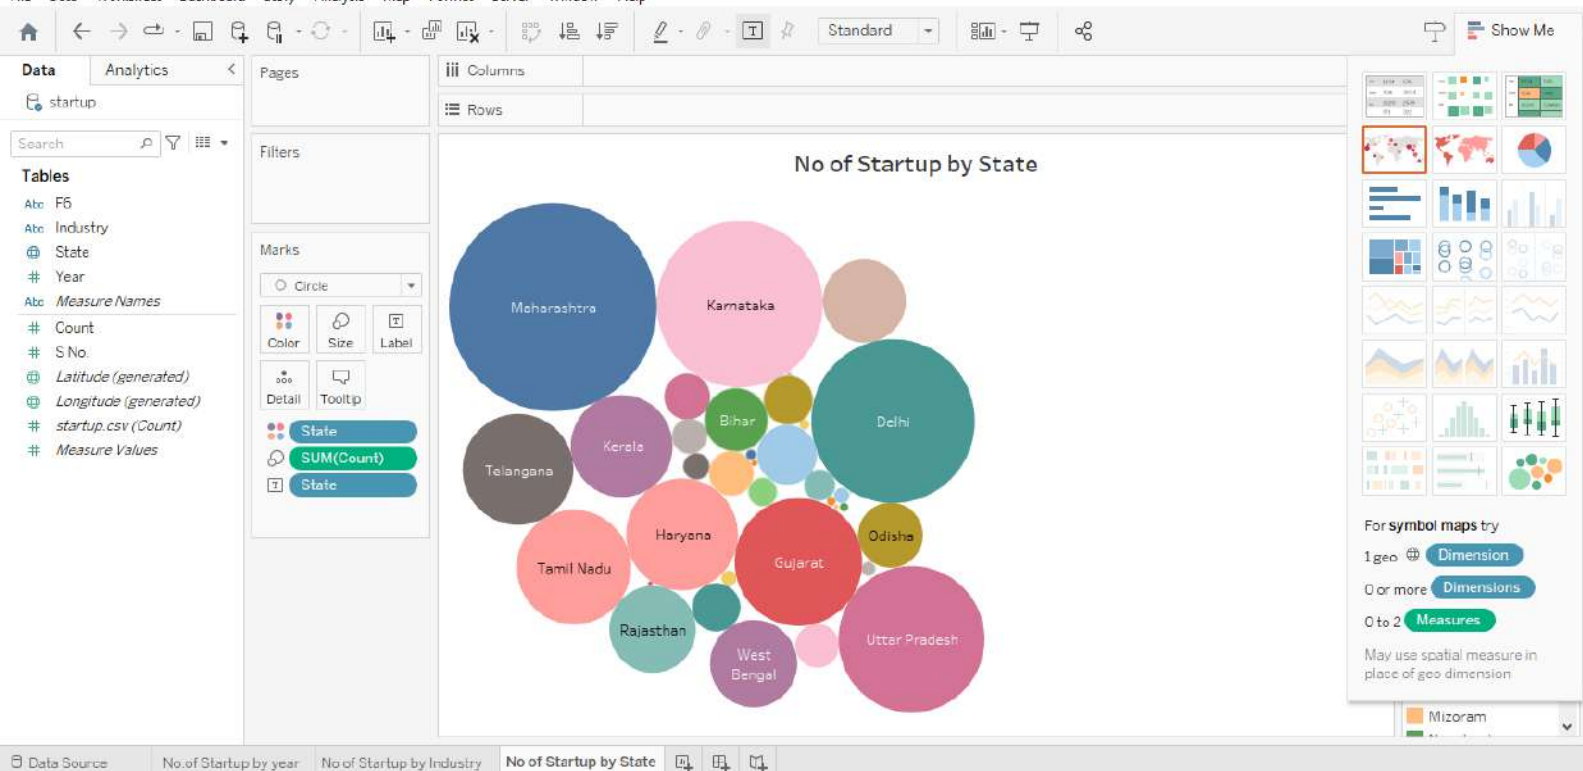 Standard
Show Me
Data
Analytics
startup
Search
Tables
Abc F6
Abc Industry
State
# Year
Abc Measure Names
# Count
# S No.
Latitude (generated)
Longitude (generated)
# startup.csv (Count)
# Measure Values
Pages
Filters
Marks
Circle
Color
Size
T
Label
Detail
Tooltip
State
SUM(Count)
T State
iii Columns
Rows
No of Startup by State
Maharashtra
Karnataka
Bihar
Delhi
Kerala
Telangana
Haryana
Odisha
Tamil Nadu
Gujarat
Rajasthan
Uttar Pradesh
West
Bengal
For symbol maps try
1 geo Dimension
0 or more Dimensions
0 to 2 Measures
May use spatial measure in
place of geo dimension
Mizoram
Data Source
No.of Startup by year
No of Startup by Industry
No of Startup by State